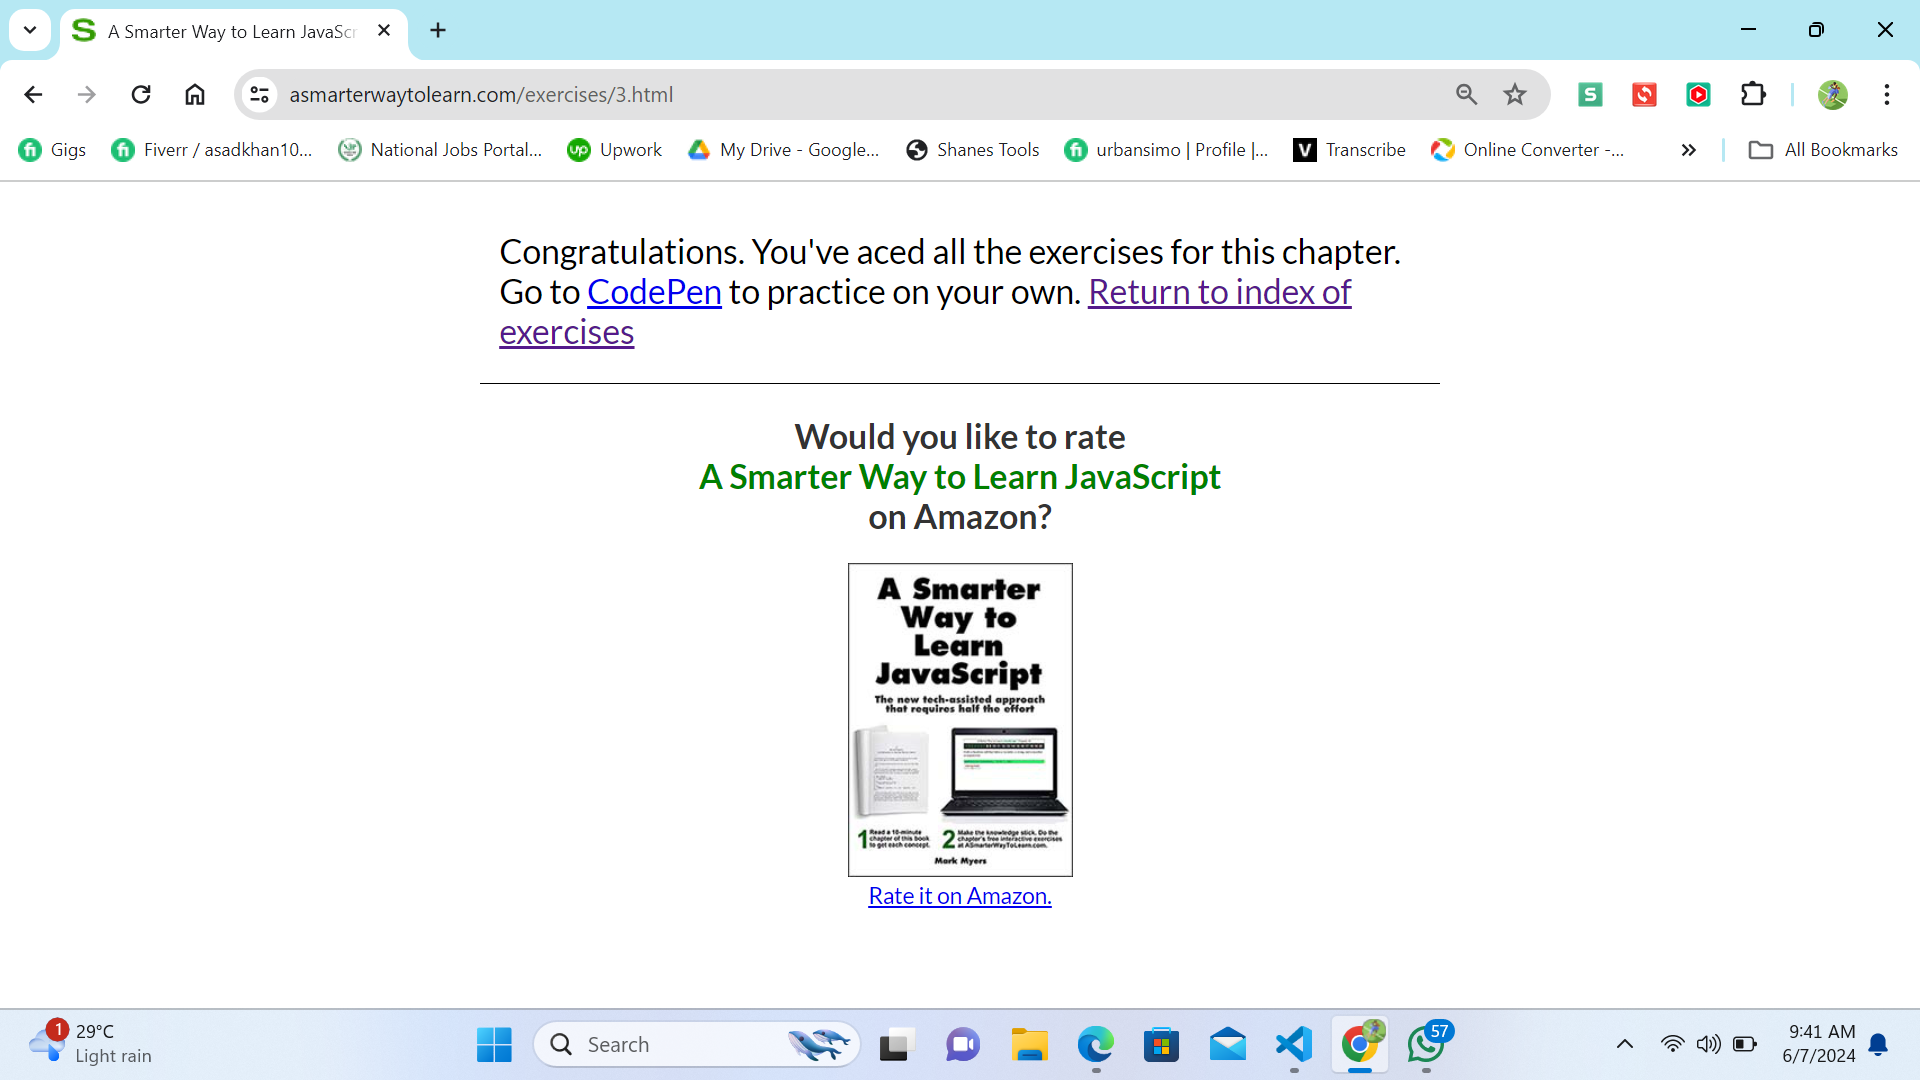 A Smarter Way to Learn JavaScr
asmarterwaytolearn.com/exercises/3.html
Gigs
Fiverr / asadkhan10...
National Jobs Portal...
Upwork
My Drive - Google...
Shanes Tools
urbansimo | Profile |...
Transcribe
Online Converter -...
All Bookmarks
Congratulations. You've aced all the exercises for this chapter.
Go to CodePen to practice on your own. Return to index of
exercises
Would you like to rate
A Smarter Way to Learn JavaScript
on Amazon?
A Smarter
Way to
Learn
JavaScript
The new tech-assisted approach
that requires half the effort
1 Read a 10-minute
chapter of this book
to get each concept.
2 Make the knowledge stick. Do the
chapter's free interactive exercises
at ASmarterWayToLearn.com.
Mark Myers
Rate it on Amazon.
1
29°C
Light rain
Search
57
9:41 AM
6/7/2024